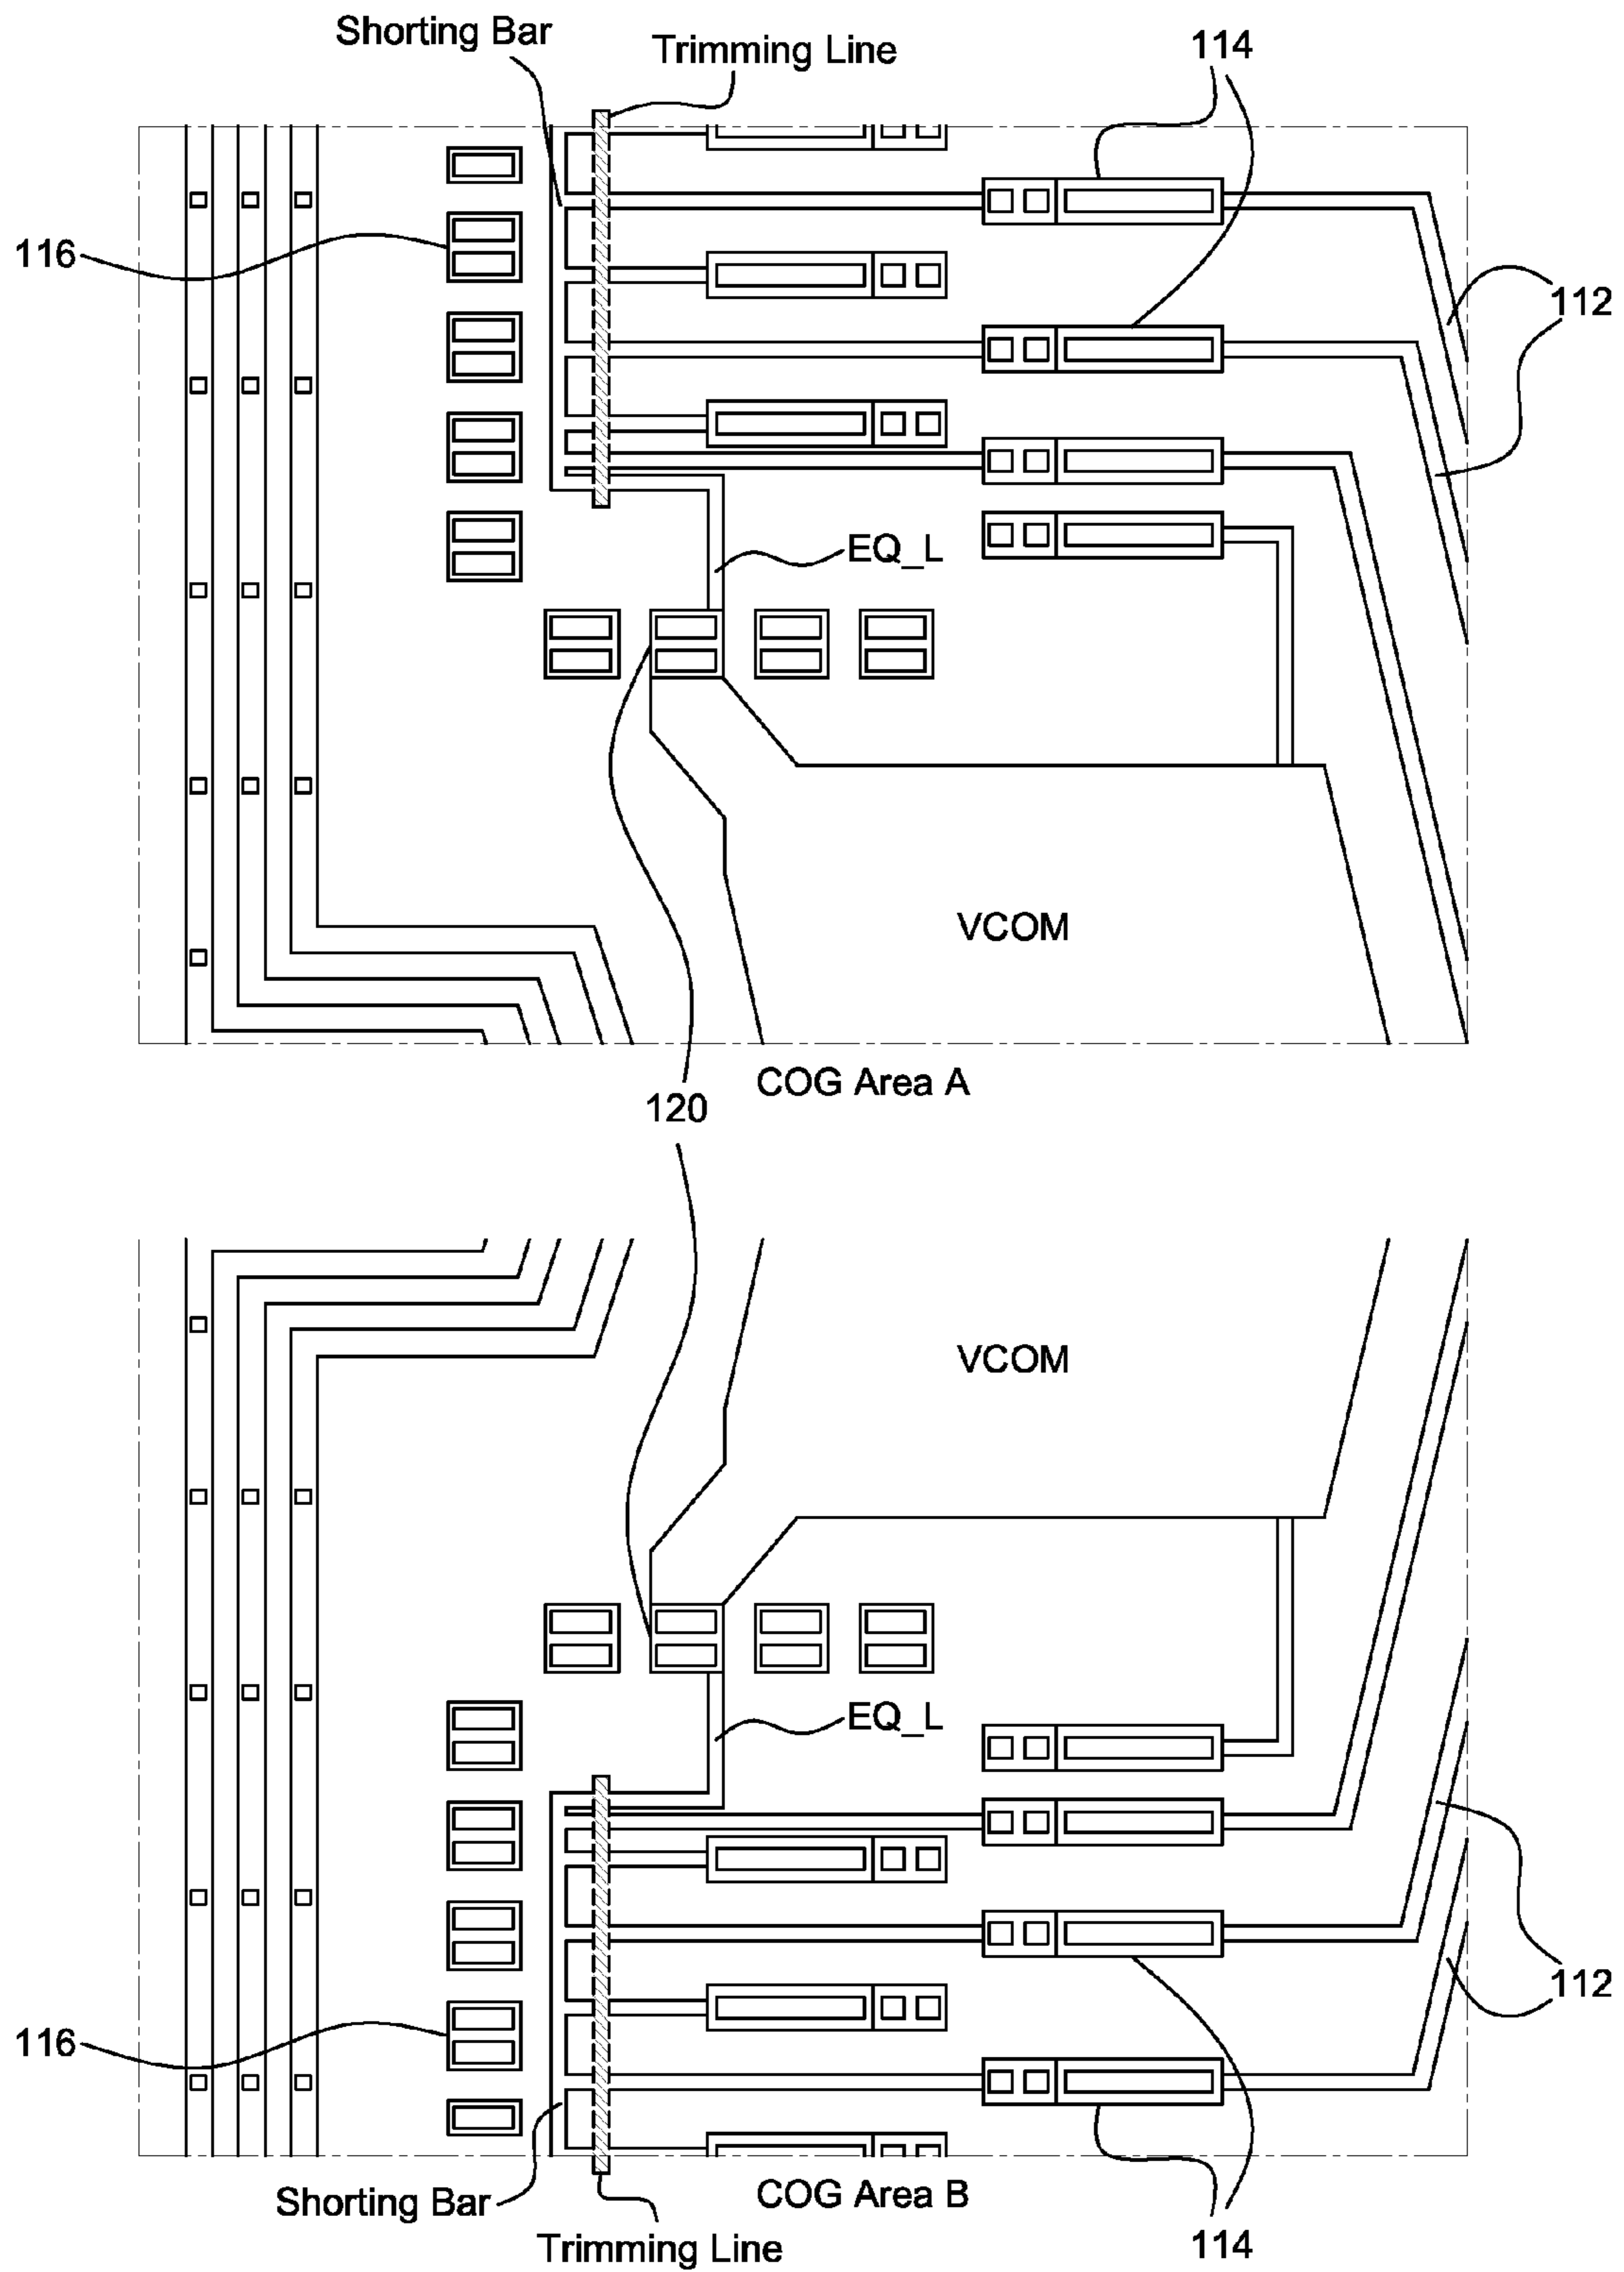 Shorting Bar
Trimming Line
114
116
112
EQ_L
VCOM
COG Area A
120
VCOM
EQ_L
112
116
Shorting Bar
COG Area B
Trimming Line
114